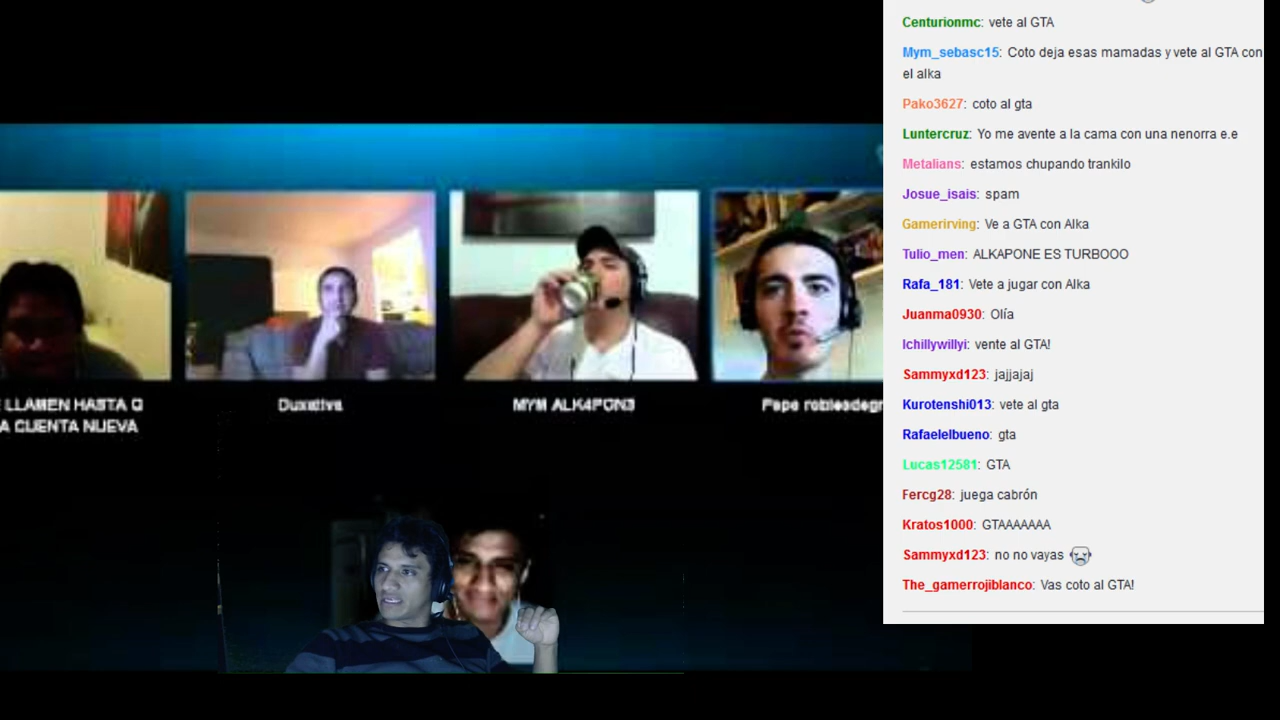 LLAMEN HASTA Q
A CUENTA NUEVA
Duxativa
MYM ALK4PON3
Pepe roblesdegr
Centurionmc: vete al GTA
Mym_sebasc15: Coto deja esas mamadas y vete al GTA con
el alka
Pako3627: coto al gta
Luntercruz: Yo me avente a la cama con una nenorra e.e
Metalians: estamos chupando trankilo
Josue_isais: spam
Gamerirving: Ve a GTA con Alka
Tulio_men: ALKAPONE ES TURBOOO
Rafa_181: Vete a jugar con Alka
Juanma0930: Olía
Ichillywillyi: vente al GTA!
Sammyxd123: jajjajaj
Kurotenshi013: vete al gta
Rafaelelbueno: gta
Lucas12581: GTA
Fercg28: juega cabrón
Kratos1000: GTAAAAAAA
Sammyxd123: no no vayas
The_gamerrojiblanco: Vas coto al GTA!